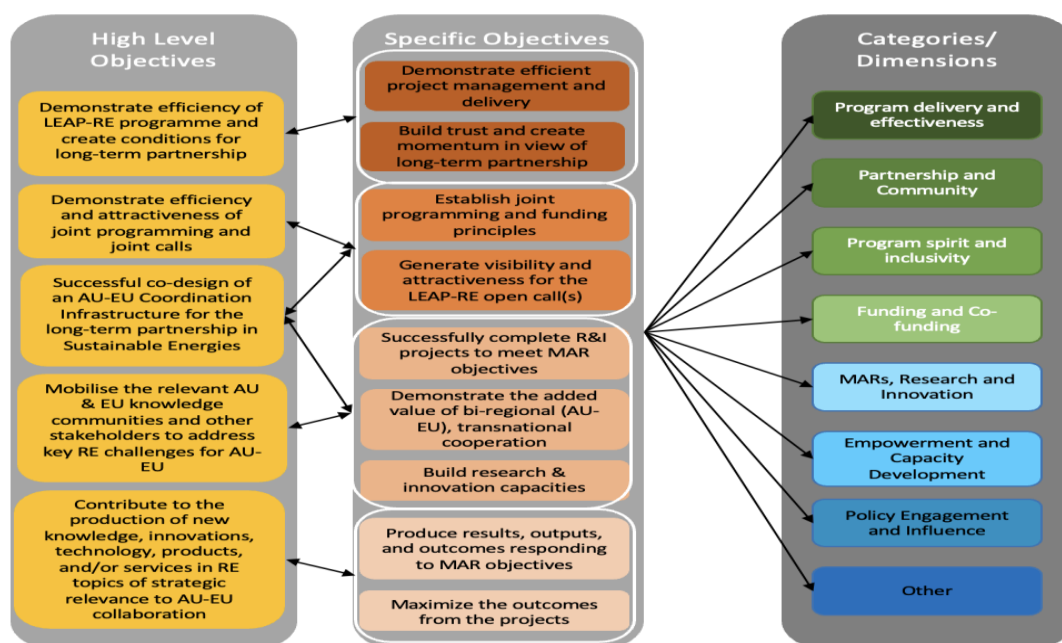 High Level
Objectives
Demonstrate efficiency of
LEAP-RE programme and
create conditions for
long-term partnership
Demonstrate efficiency
and attractiveness of
joint programming and
joint calls
Successful co-design of
an AU-EU Coordination
Infrastructure for the
long-term partnership in
Sustainable Energies
Mobilise the relevant AU
& EU knowledge
communities and other
stakeholders to address
key RE challenges for AU-
EU
Contribute to the
production of new
knowledge, innovations,
technology, products,
and/or services in RE
topics of strategic
relevance to AU-EU
collaboration
Specific Objectives
Demonstrate efficient
project management and
delivery
Build trust and create
momentum in view of
long-term partnership
Establish joint
programming and funding
principles
Generate visibility and
attractiveness for the
LEAP-RE open call(s)
Successfully complete R&I
projects to meet MAR
objectives
Demonstrate the added
value of bi-regional (AU-
EU), transnational
cooperation
Build research &
innovation capacities
Produce results, outputs,
and outcomes responding
to MAR objectives
Maximize the outcomes
from the projects
Categories/
Dimensions
Program delivery and
effectiveness
Partnership and
Community
Program spirit and
inclusivity
Funding and Co-
funding
MARs, Research and
Innovation
Empowerment and
Capacity
Development
Policy Engagement
and Influence
Other